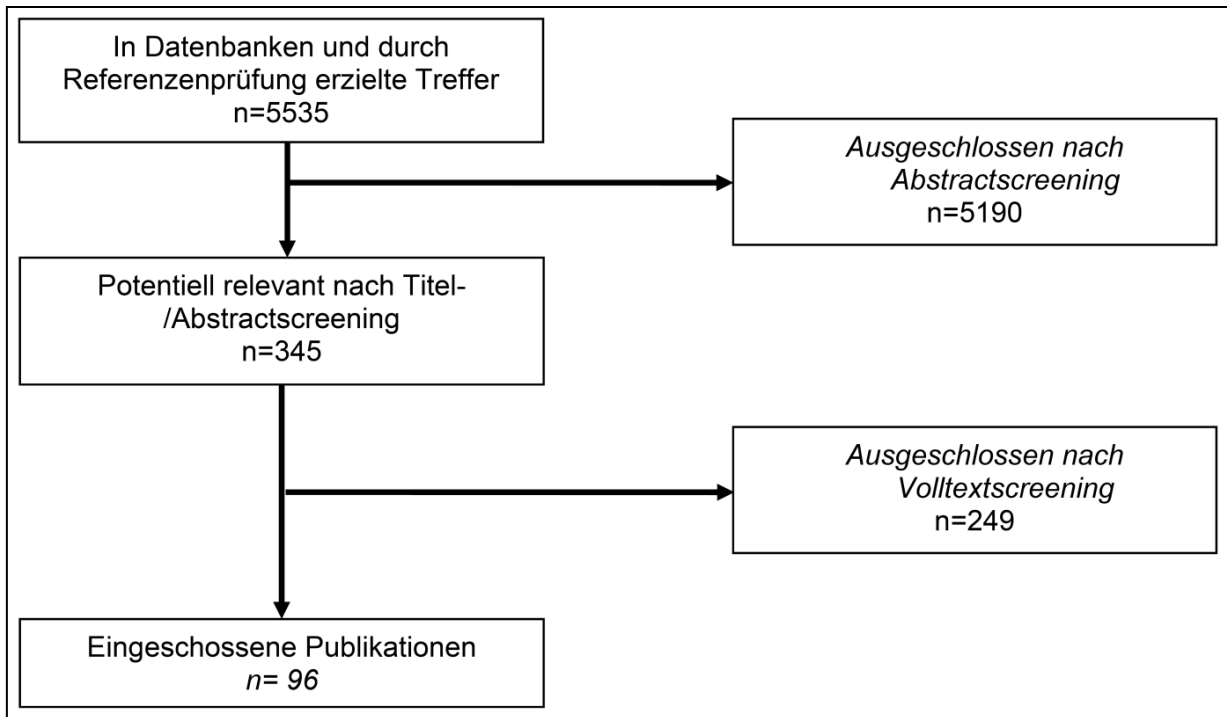 In Datenbanken und durch
Referenzenprüfung erzielte Treffer
n=5535
Ausgeschlossen nach
Abstractscreening
n=5190
Potentiell relevant nach Titel-
/Abstractscreening
n=345
Ausgeschlossen nach
Volltextscreening
n=249
Eingeschossene Publikationen
n= 96